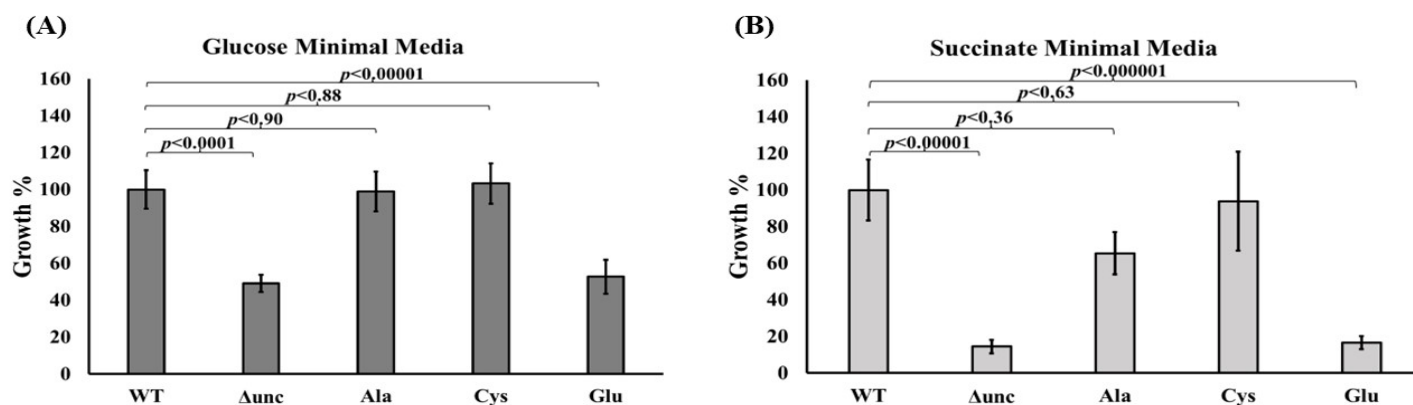 (A)
Glucose Minimal Media
p<0.00001
p<0.88
p<0.90
p<0.0001
Growth %
160
140
120
100
80
60
40
20
0
WT Δunc Ala Cys Glu
(B)
Succinate Minimal Media
p<0.000001
p<0.63
p<0.36
p<0.00001
Growth %
160
140
120
100
80
60
40
20
0
WT Δunc Ala Cys Glu